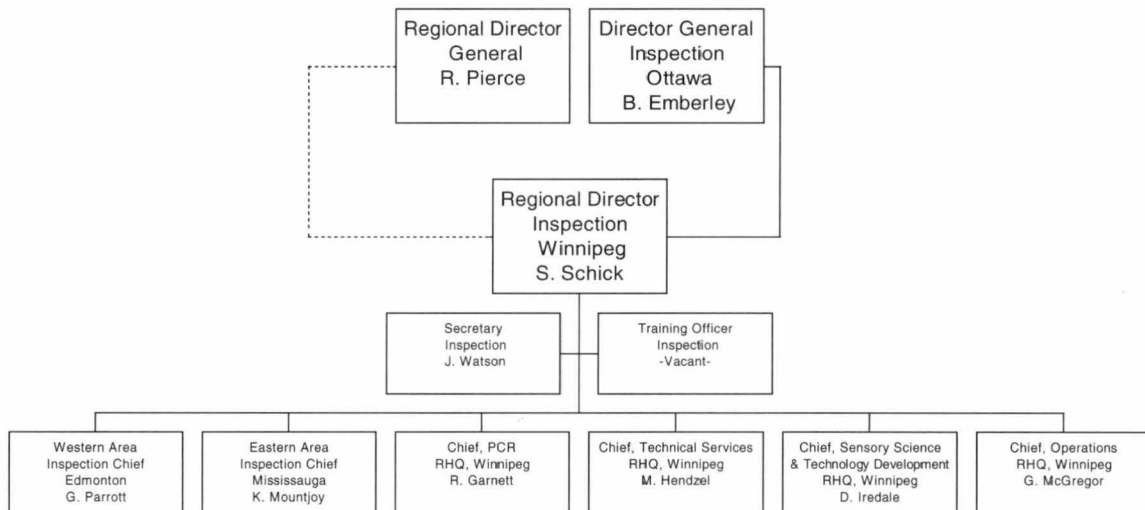 Regional Director
General
R. Pierce
Director General
Inspection
Ottawa
B. Emberley
Regional Director
Inspection
Winnipeg
S. Schick
Secretary
Inspection
J. Watson
Training Officer
Inspection
-Vacant-
Western Area
Inspection Chief
Edmonton
G. Parrott
Eastern Area
Inspection Chief
Mississauga
K. Mountjoy
Chief, PCR
RHQ, Winnipeg
R. Garnett
Chief, Technical Services
RHQ, Winnipeg
M. Hendzel
Chief, Sensory Science
& Technology Development
RHQ, Winnipeg
D. Iredale
Chief, Operations
RHQ, Winnipeg
G. McGregor